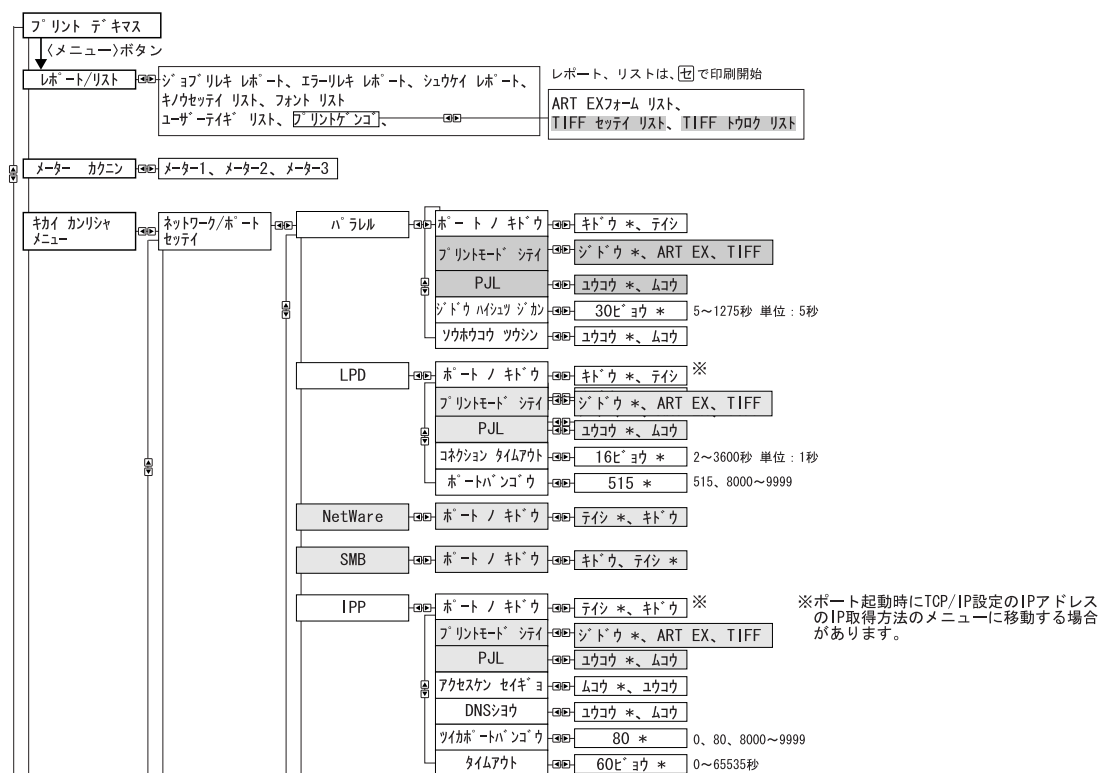 プリント デキマス
〈メニュー〉ボタン
レポート/リスト
ジョブリレキ レポート、エラーリレキ レポート、シュウケイ レポート、
キノウセッテイ リスト、フォント リスト
ユーザーテイギ リスト、プリントゲンゴ、
レポート、リストは、セで印刷開始
ART EXフォーム リスト、
TIFF セッテイ リスト、TIFF トウロク リスト
メーター カクニン
メーター1、メーター2、メーター3
キカイ カンリシャ
メニュー
ネットワーク/ポート
セッテイ
パラレル
ポート ノ キドウ
キドウ *、テイシ
プリントモード シテイ
ジドウ *、ART EX、TIFF
PJL
ユウコウ *、ムコウ
ジドウ ハイシュツ ジカン
30ビョウ *
5〜1275秒 単位:5秒
ソウホウコウ ツウシン
ユウコウ *、ムコウ
LPD
ポート ノ キドウ
キドウ *、テイシ
※
プリントモード シテイ
ジドウ *、ART EX、TIFF
PJL
ユウコウ *、ムコウ
コネクション タイムアウト
16ビョウ *
2〜3600秒 単位:1秒
ポートバンゴウ
515 *
515、8000〜9999
NetWare
ポート ノ キドウ
テイシ *、キドウ
SMB
ポート ノ キドウ
キドウ、テイシ *
IPP
ポート ノ キドウ
テイシ *、キドウ
※
※ポート起動時にTCP/IP設定のIPアドレス
のIP取得方法のメニューに移動する場合
があります。
プリントモード シテイ
ジドウ *、ART EX、TIFF
PJL
ユウコウ *、ムコウ
アクセスケン セイギョ
ムコウ *、ユウコウ
DNSシヨウ
ユウコウ *、ムコウ
ツイカポートバンゴウ
80 *
0、80、8000〜9999
タイムアウト
60ビョウ *
0〜65535秒